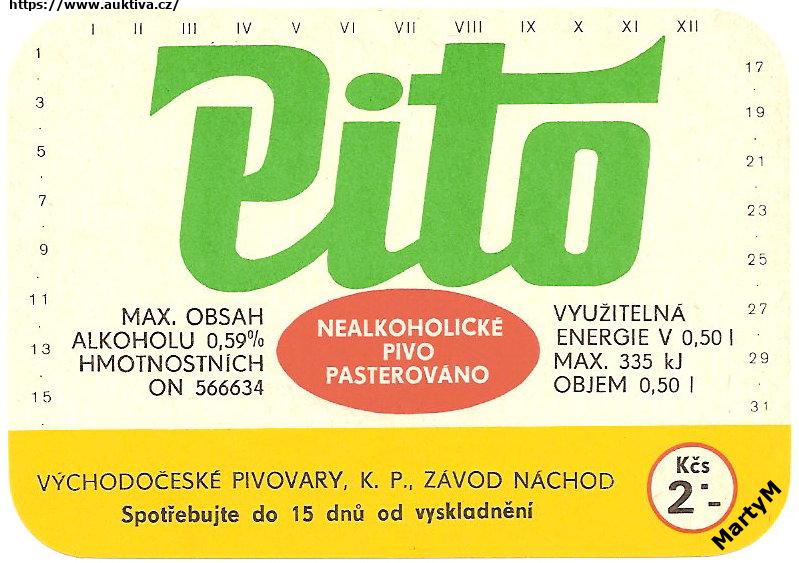 https://www.auktiva.cz/
I II III IV V VI VII VIII IX X XI XII
1
3
5
7
9
11
13
15
17
19
21
23
25
27
29
31
Pito
MAX. OBSAH
ALKOHOLU 0,59%
HMOTNOSTNÍCH
ON 566634
NEALKOHOLICKÉ
PIVO
PASTEROVÁNO
VYUŽITELNÁ
ENERGIE V 0,50 l
MAX. 335 kJ
OBJEM 0,50 l
VÝCHODOČESKÉ PIVOVARY, K. P., ZÁVOD NÁCHOD
Spotřebujte do 15 dnů od vyskladnění
Kčs
2·-
MartyM